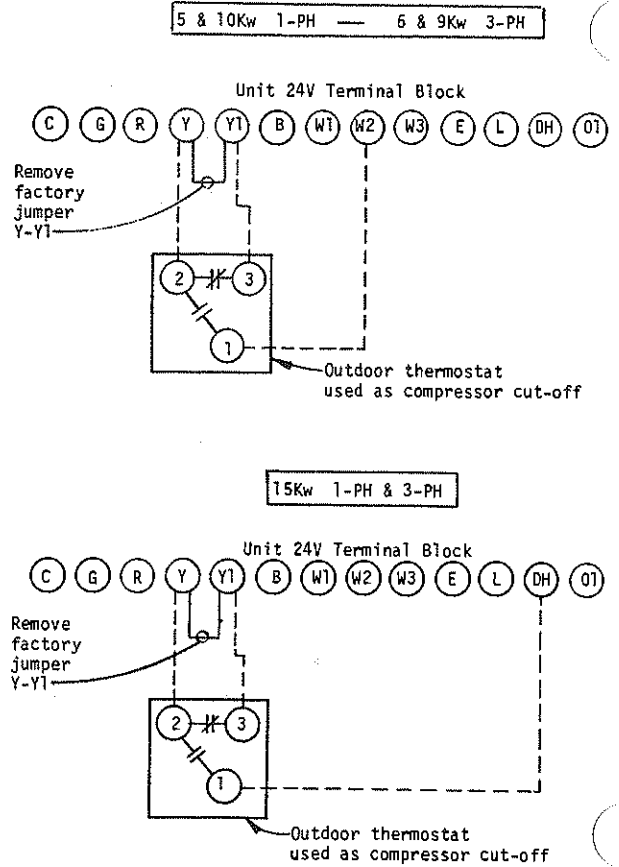 5 & 10Kw 1-PH — 6 & 9Kw 3-PH
Unit 24V Terminal Block
C G R Y Y1 B W1 W2 W3 E L DH O1
Remove
factory
jumper
Y-Y1
2 3
1
Outdoor thermostat
used as compressor cut-off
15Kw 1-PH & 3-PH
Unit 24V Terminal Block
C G R Y Y1 B W1 W2 W3 E L DH O1
Remove
factory
jumper
Y-Y1
2 3
1
Outdoor thermostat
used as compressor cut-off